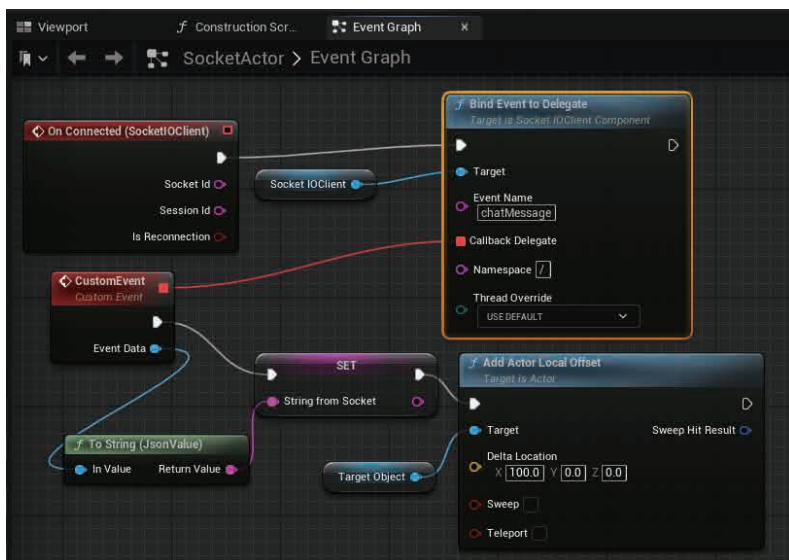 Viewport
Construction Scr...
Event Graph
SocketActor > Event Graph
On Connected (SocketIOClient)
Socket Id
Session Id
Is Reconnection
Socket IOClient
Bind Event to Delegate
Target is Socket IOClient Component
Target
Event Name
chatMessage
Callback Delegate
Namespace /
Thread Override
USE DEFAULT
CustomEvent
Custom Event
Event Data
SET
String from Socket
To String (JsonValue)
In Value Return Value
Target Object
Add Actor Local Offset
Target is Actor
Target Sweep Hit Result
Delta Location
X 100.0 Y 0.0 Z 0.0
Sweep
Teleport